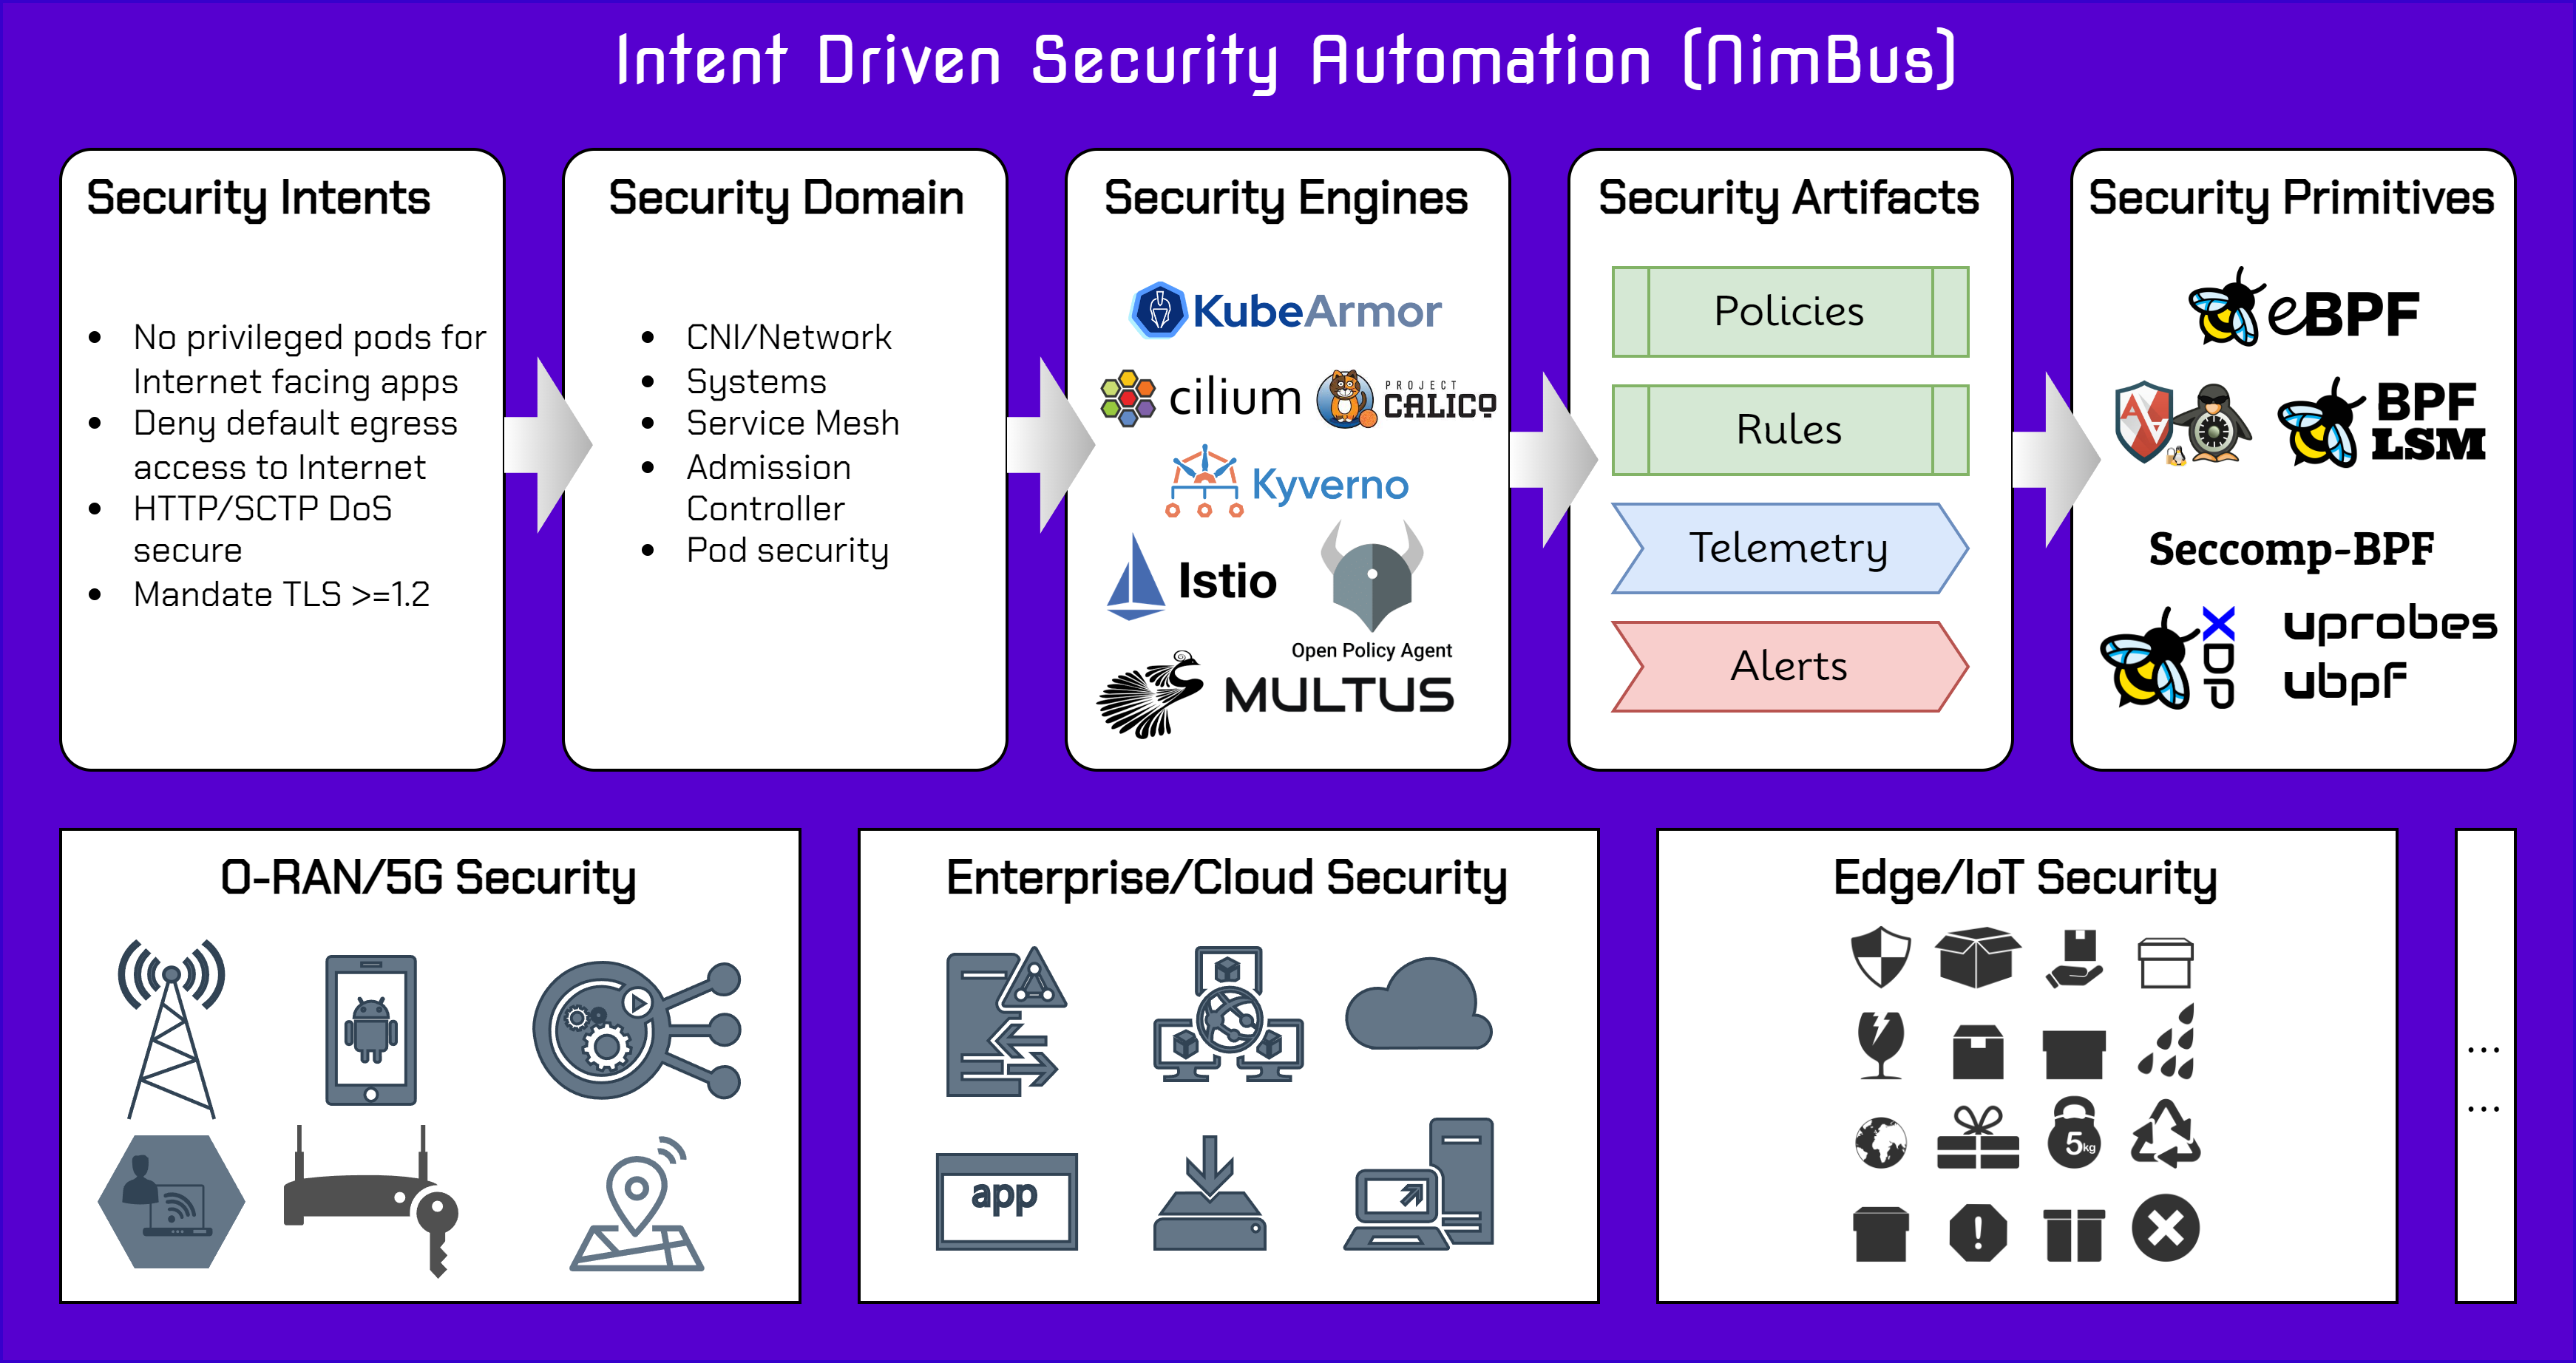 Intent Driven Security Automation (NimBus)
Security Intents
No privileged pods for
Internet facing apps
Deny default egress
access to Internet
HTTP/SCTP DoS
secure
Mandate TLS >=1.2
Security Domain
CNI/Network
Systems
Service Mesh
Admission
Controller
Pod security
Security Engines
KubeArmor
cilium
PROJECT
CALICO
Kyverno
Istio
Open Policy Agent
MULTUS
Security Artifacts
Policies
Rules
Telemetry
Alerts
Security Primitives
eBPF
AA
BPF
LSM
Seccomp-BPF
XDP
uprobes
ubpf
O-RAN/5G Security
Enterprise/Cloud Security
app
Edge/IoT Security
5kg
...
...